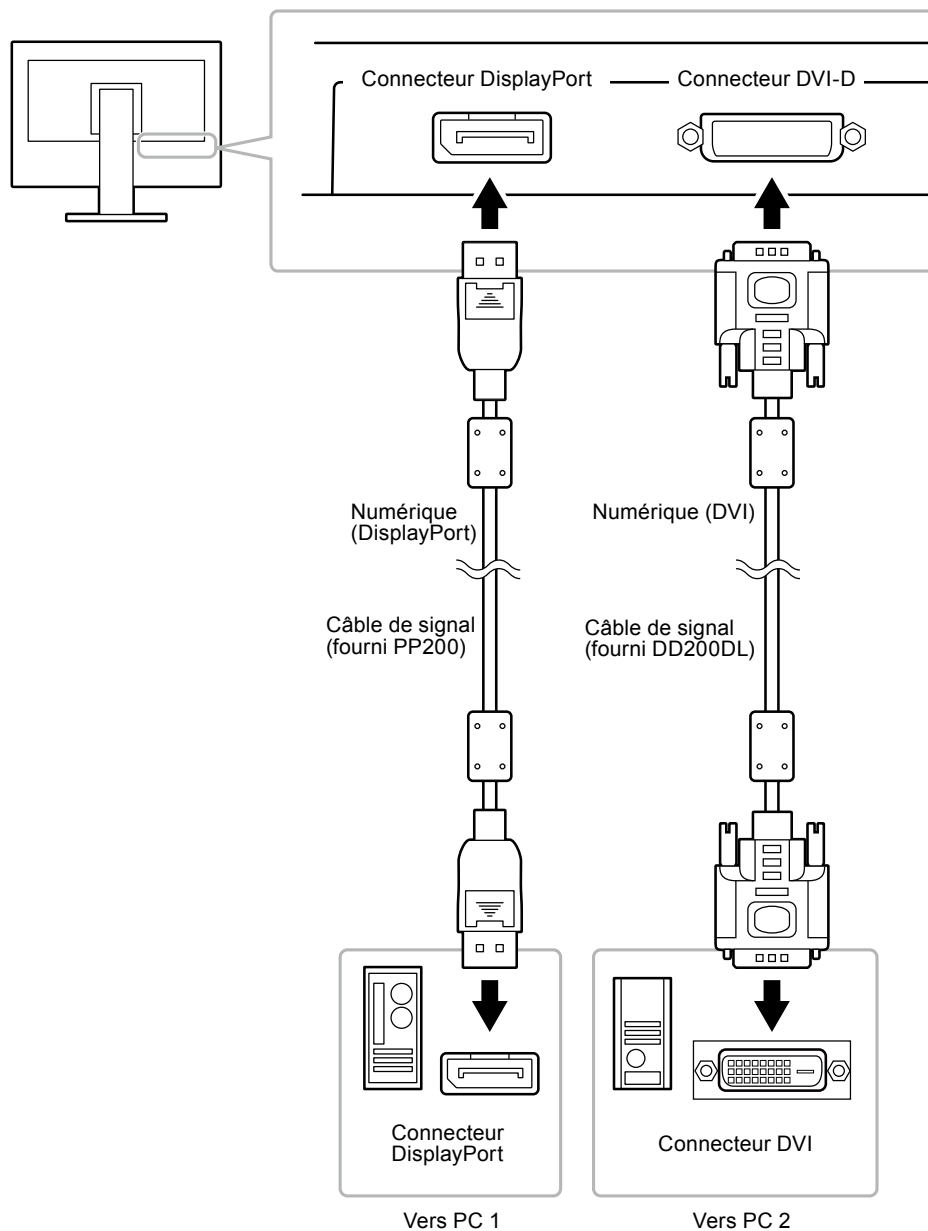 Connecteur DisplayPort
Connecteur DVI-D
Numérique
(DisplayPort)
Numérique (DVI)
Câble de signal
(fourni PP200)
Câble de signal
(fourni DD200DL)
Connecteur
DisplayPort
Connecteur DVI
Vers PC 1
Vers PC 2